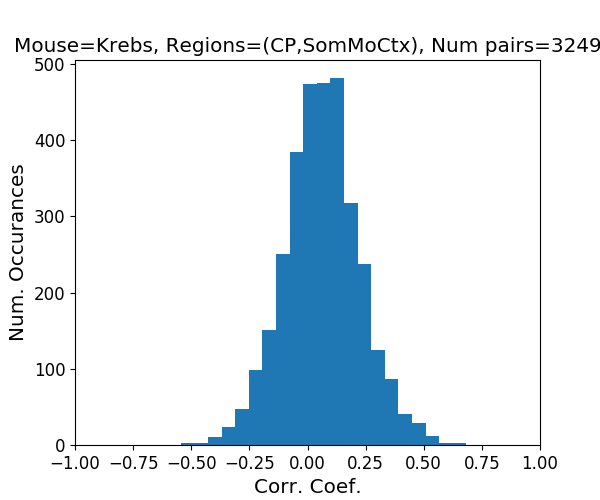 Mouse=Krebs, Regions=(CP,SomMoCtx), Num pairs=3249
500
400
300
200
100
0
Num. Occurances
−1.00 −0.75 −0.50 −0.25 0.00 0.25 0.50 0.75 1.00
Corr. Coef.